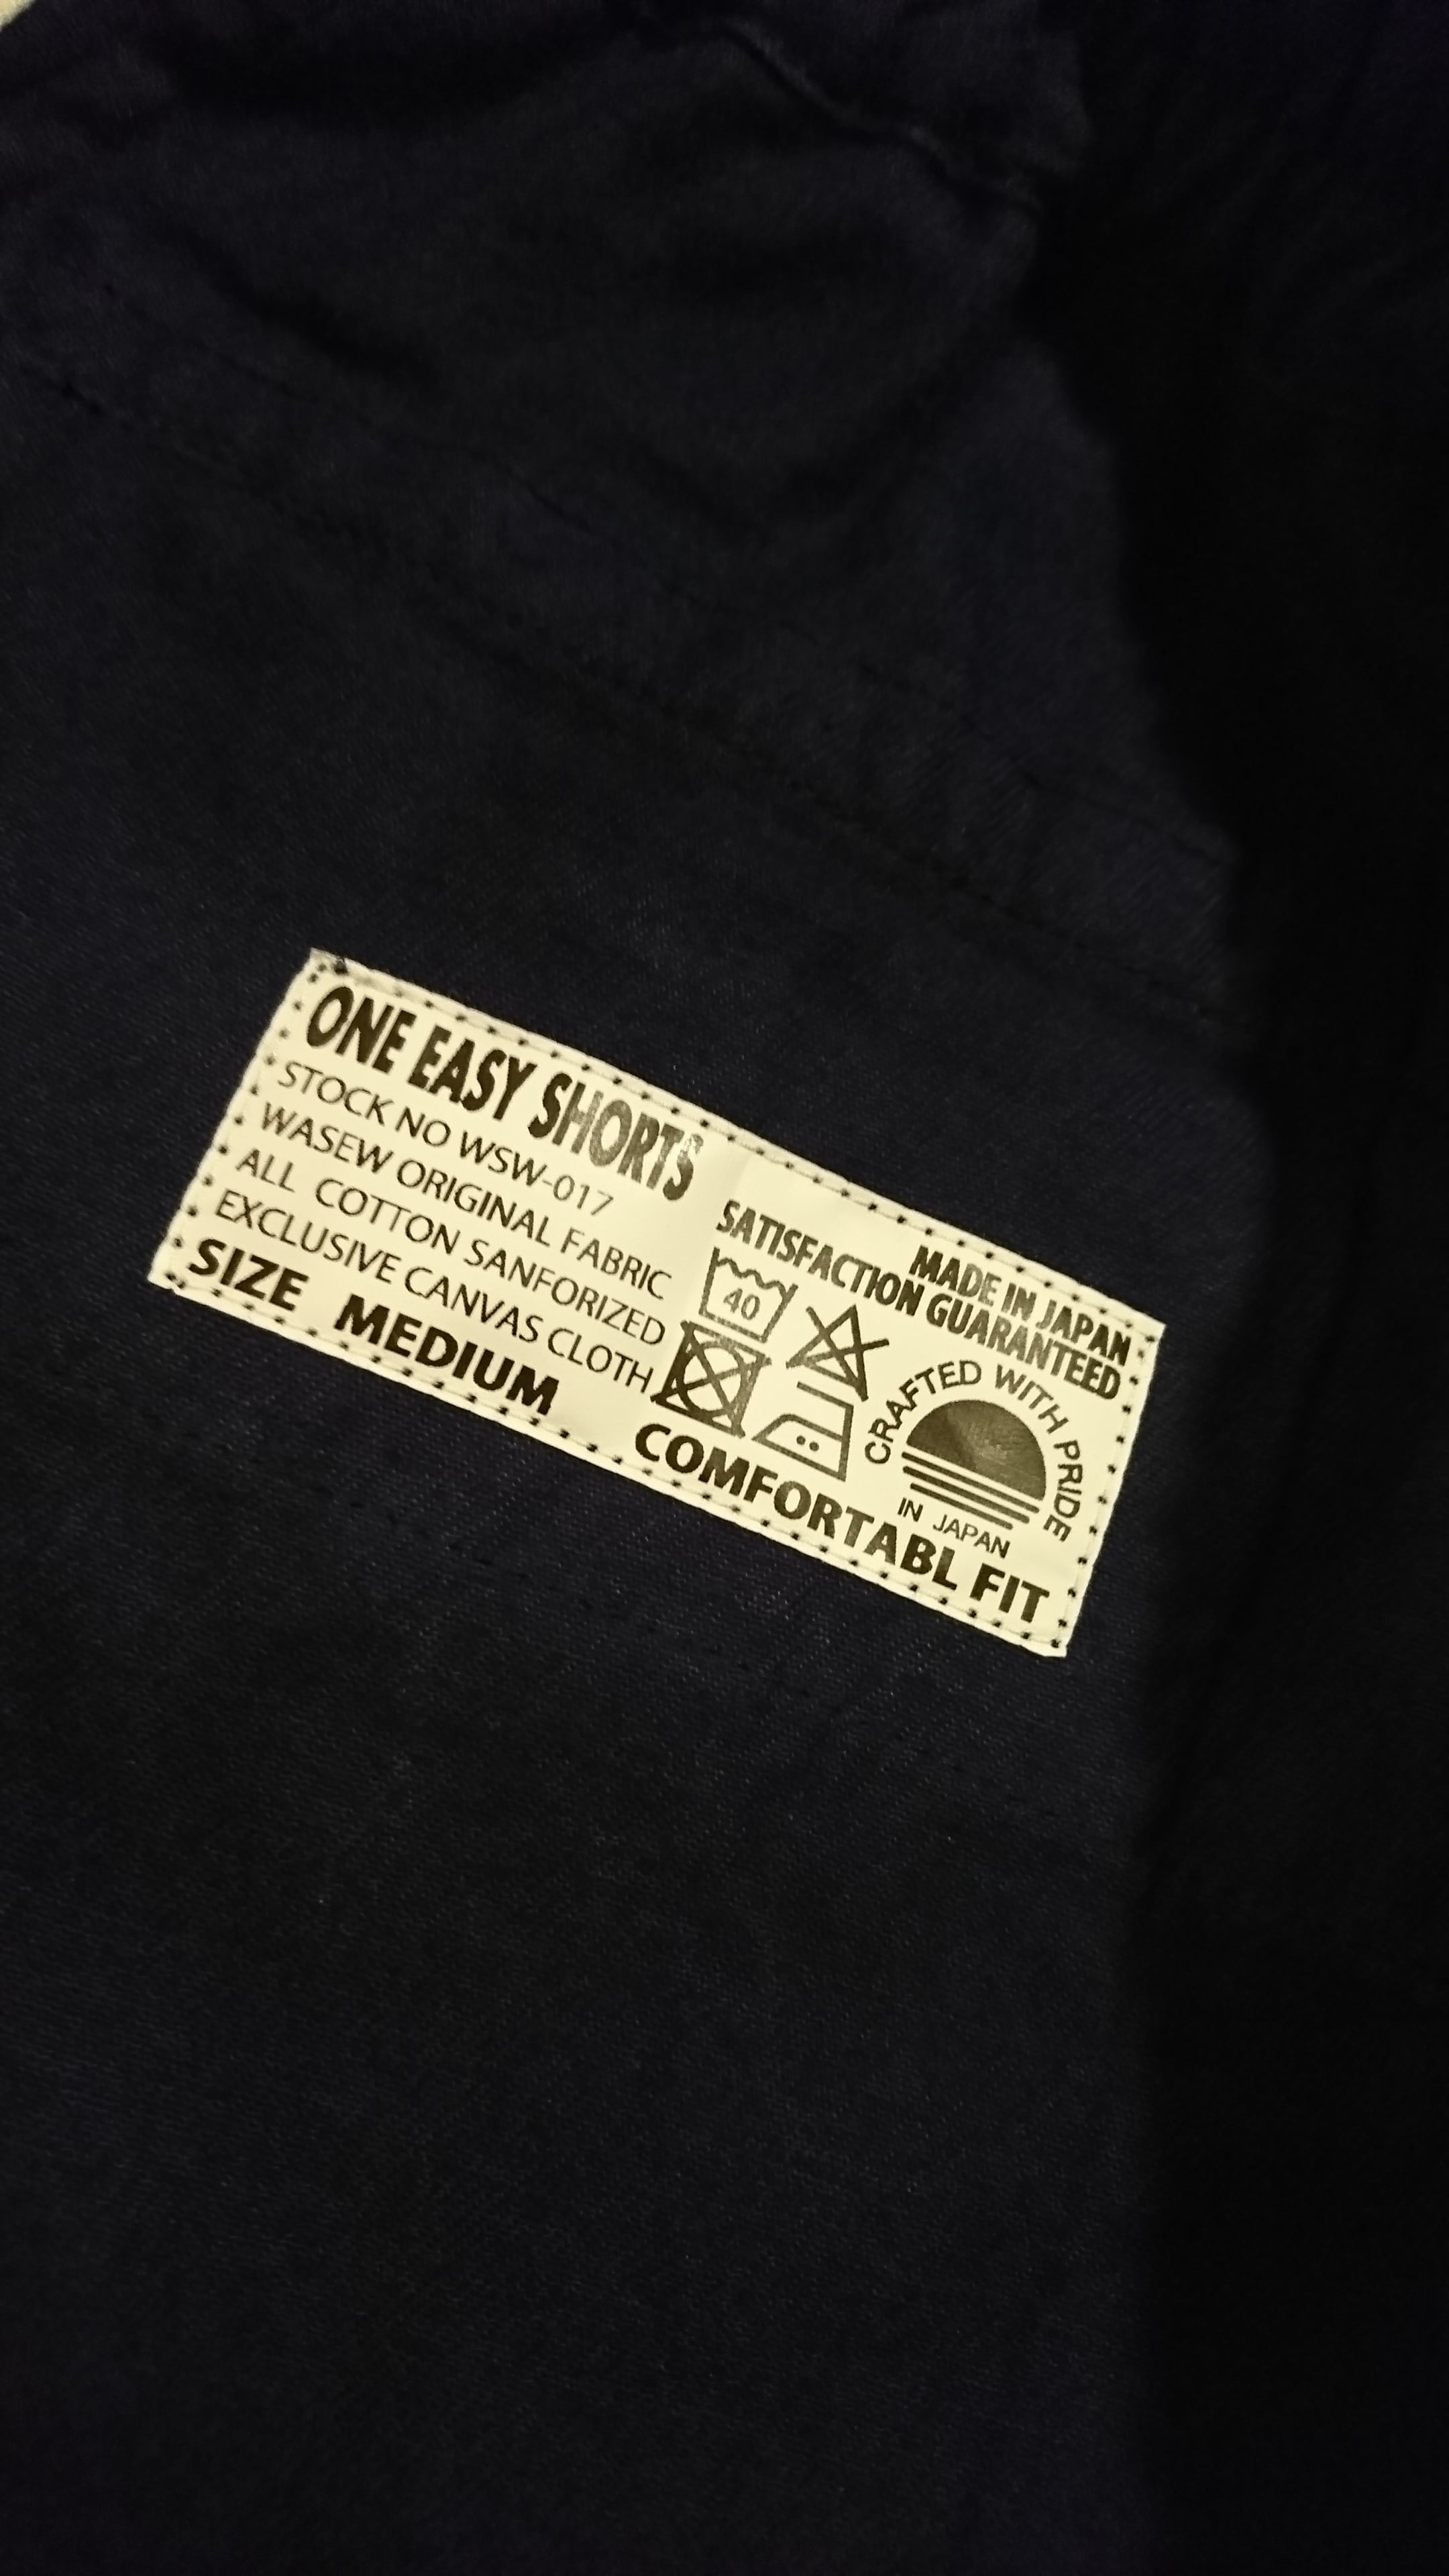 ONE EASY SHORTS
STOCK NO WSW-017
WASEW ORIGINAL FABRIC
ALL COTTON SANFORIZED
EXCLUSIVE CANVAS CLOTH
SIZE MEDIUM
MADE IN JAPAN
SATISFACTION GUARANTEED
40
CRAFTED WITH PRIDE
IN JAPAN
COMFORTABL FIT